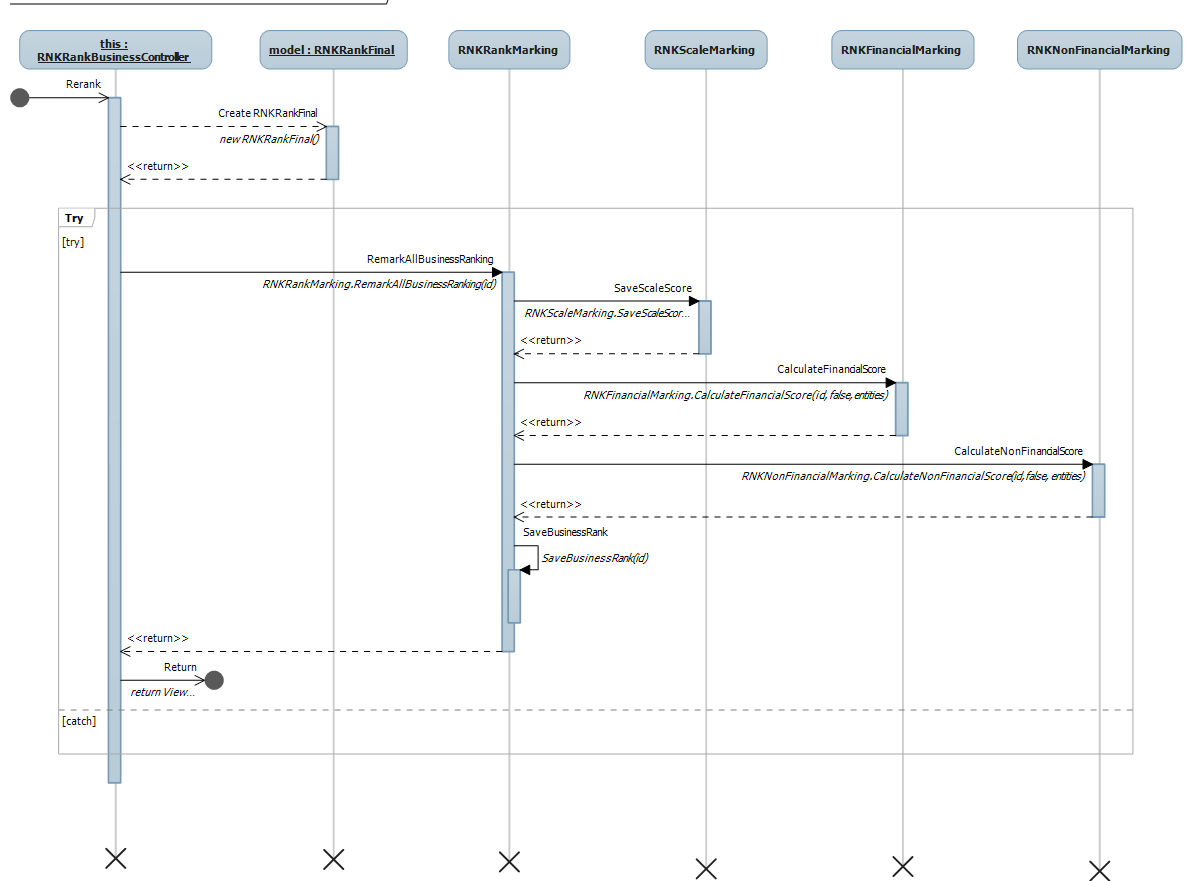 this :
RNKRankBusinessController
model : RNKRankFinal
RNKRankMarking
RNKScaleMarking
RNKFinancialMarking
RNKNonFinancialMarking
Rerank
Create RNKRankFinal
new RNKRankFinal()
<<return>>
Try
[try]
RemarkAllBusinessRanking
RNKRankMarking.RemarkAllBusinessRanking(id)
SaveScaleScore
RNKScaleMarking.SaveScaleScor...
<<return>>
CalculateFinancialScore
RNKFinancialMarking.CalculateFinancialScore(id, false, entities)
<<return>>
CalculateNonFinancialScore
RNKNonFinancialMarking.CalculateNonFinancialScore(id, false, entities)
<<return>>
SaveBusinessRank
SaveBusinessRank(id)
<<return>>
Return
return View...
[catch]